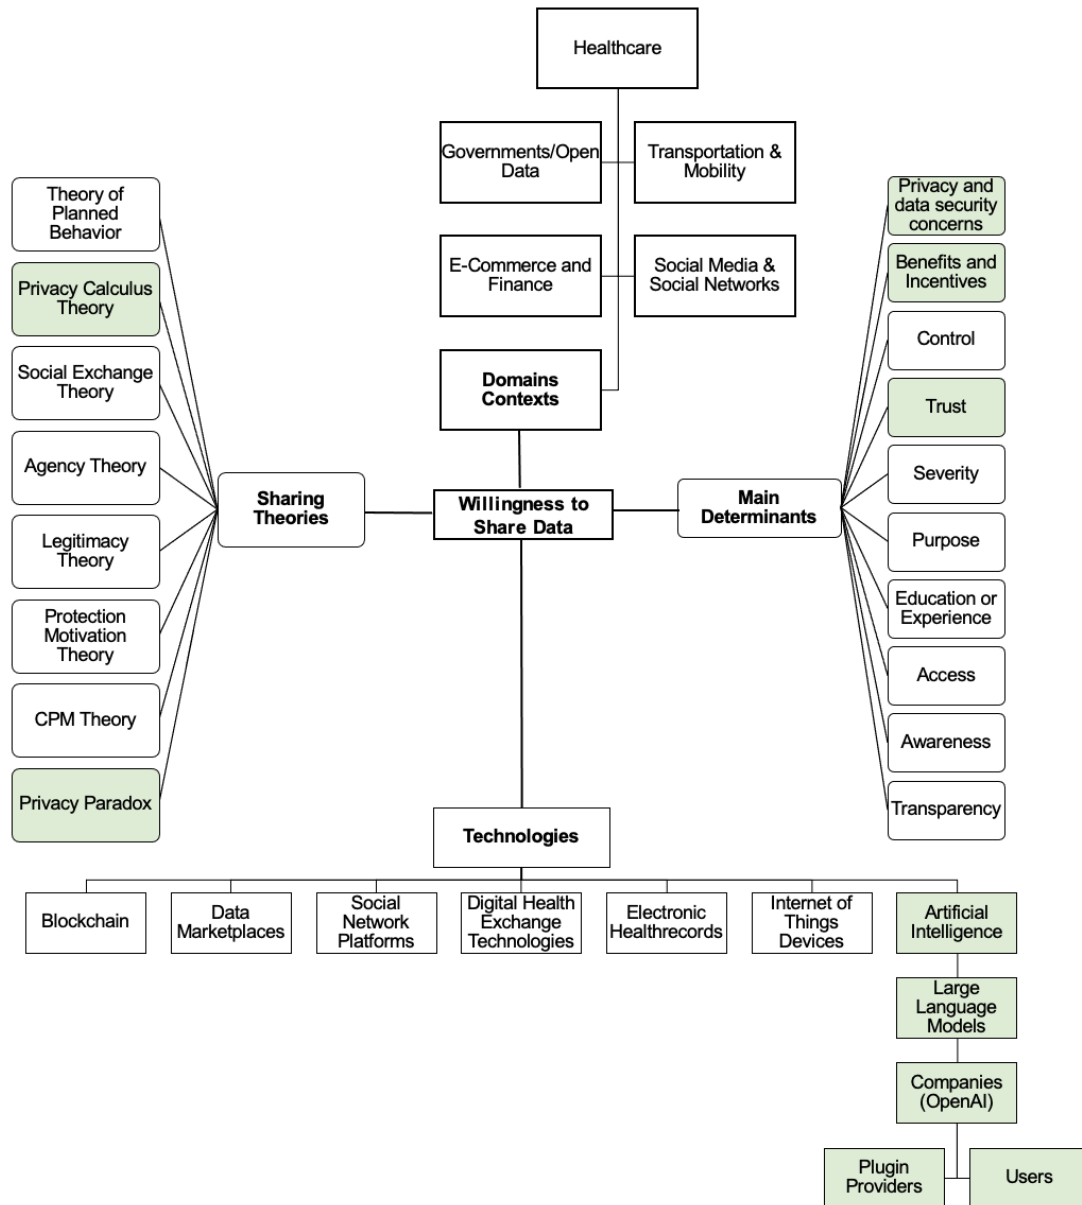 Healthcare
Governments/Open
Data
Transportation &
Mobility
E-Commerce and
Finance
Social Media &
Social Networks
Domains
Contexts
Theory of
Planned
Behavior
Privacy Calculus
Theory
Social Exchange
Theory
Agency Theory
Legitimacy
Theory
Protection
Motivation
Theory
CPM Theory
Privacy Paradox
Sharing
Theories
Willingness to
Share Data
Main
Determinants
Privacy and
data security
concerns
Benefits and
Incentives
Control
Trust
Severity
Purpose
Education or
Experience
Access
Awareness
Transparency
Technologies
Blockchain
Data
Marketplaces
Social
Network
Platforms
Digital Health
Exchange
Technologies
Electronic
Healthrecords
Internet of
Things
Devices
Artificial
Intelligence
Large
Language
Models
Companies
(OpenAI)
Plugin
Providers
Users